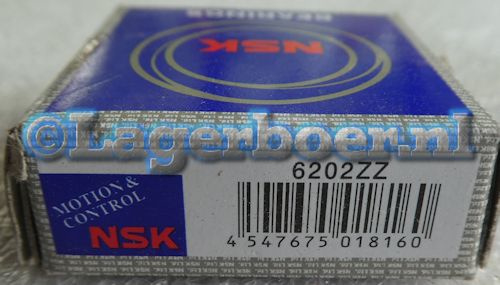 BEARINGS
NSK
©Lagerboer.nl
6202ZZ
MOTION &
CONTROL
NSK
4 547675 018160